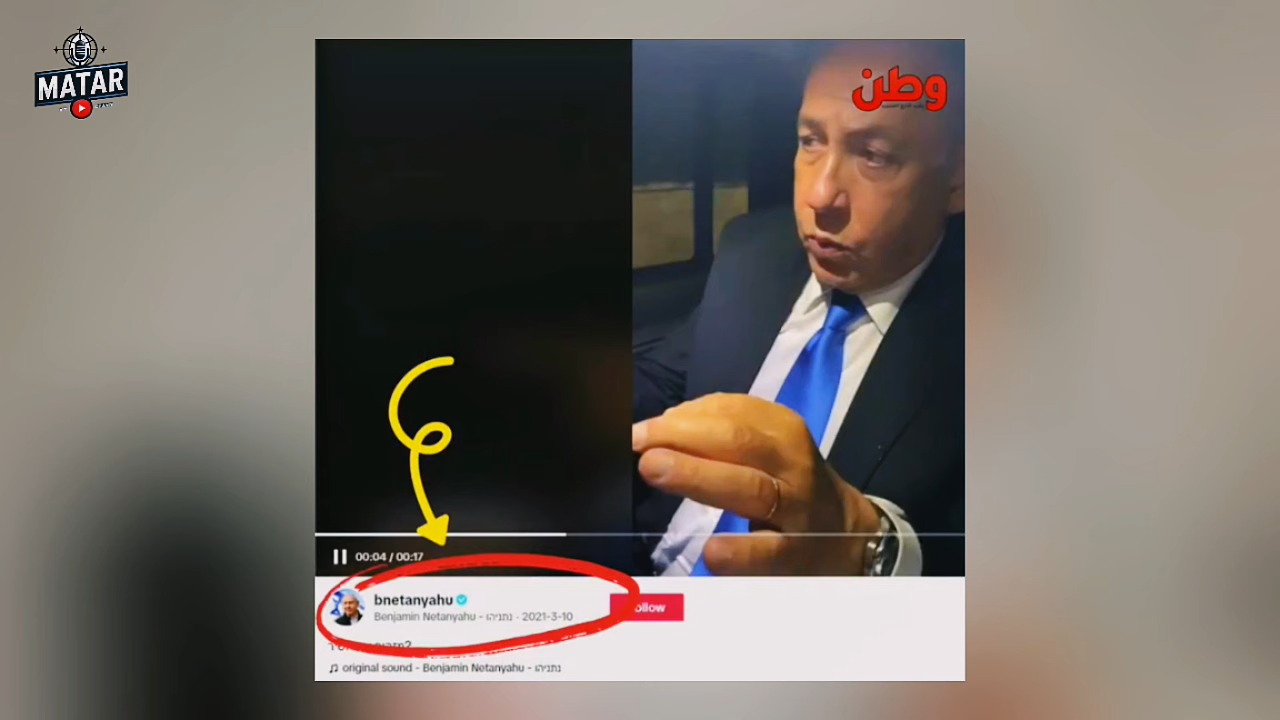 MATAR
وطن
00:04 / 00:17
bnetanyahu
Benjamin Netanyahu - נתניהו · 2021-3-10
ollow
original sound - Benjamin Netanyahu - נתניהו